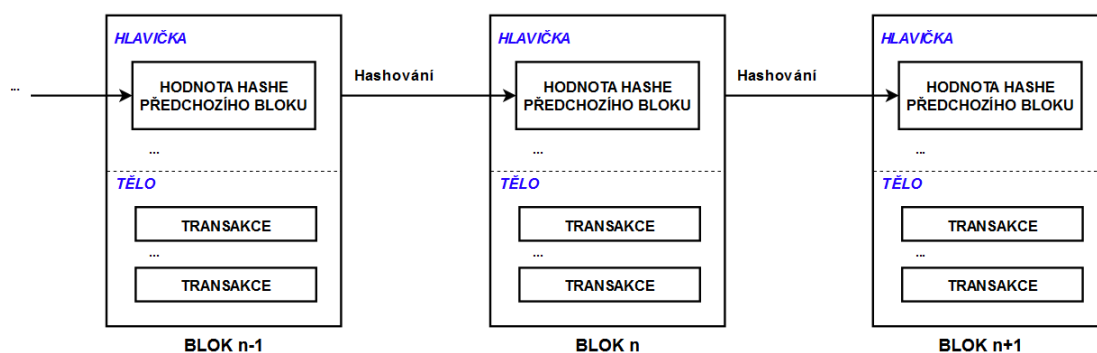 HLAVIČKA
...
HODNOTA HASHE
PŘEDCHOZÍHO BLOKU
...
TĚLO
TRANSAKCE
...
TRANSAKCE
BLOK n-1
Hashování
HLAVIČKA
HODNOTA HASHE
PŘEDCHOZÍHO BLOKU
...
TĚLO
TRANSAKCE
...
TRANSAKCE
BLOK n
Hashování
HLAVIČKA
HODNOTA HASHE
PŘEDCHOZÍHO BLOKU
...
TĚLO
TRANSAKCE
...
TRANSAKCE
BLOK n+1